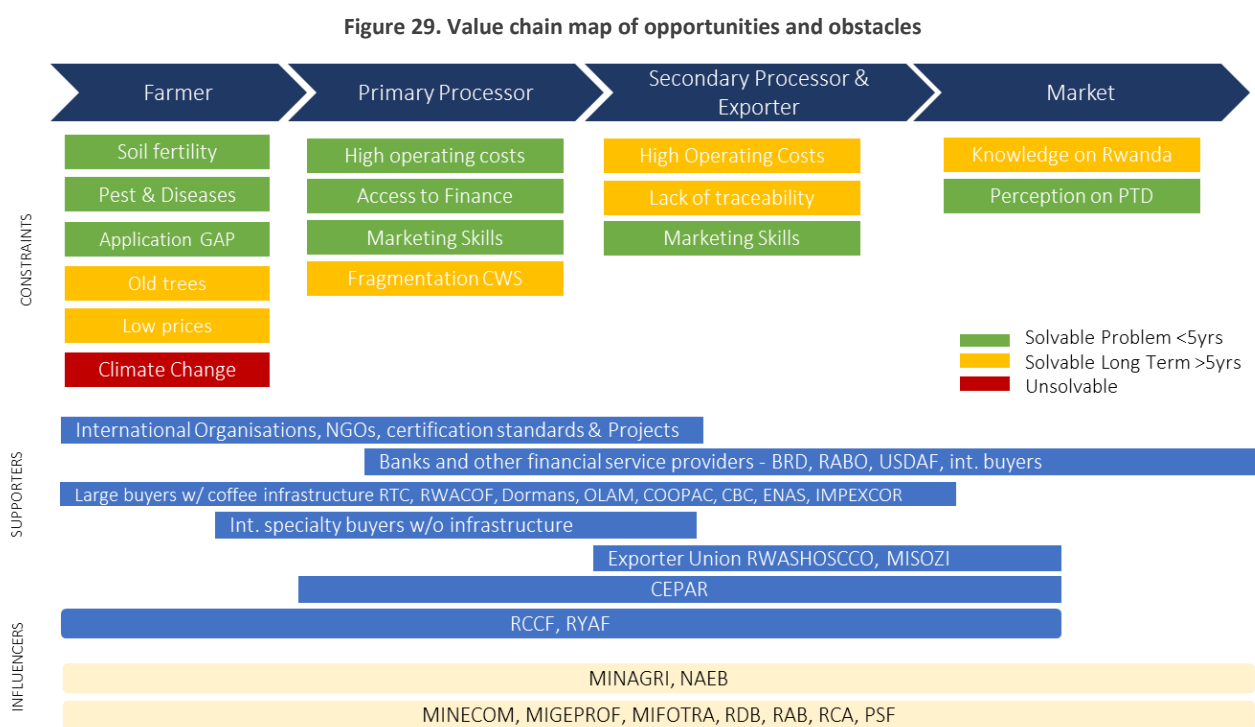 Figure 29. Value chain map of opportunities and obstacles
Farmer
Primary Processor
Secondary Processor &
Exporter
Market
CONSTRAINTS
Soil fertility
Pest & Diseases
Application GAP
Old trees
Low prices
Climate Change
High operating costs
Access to Finance
Marketing Skills
Fragmentation CWS
High Operating Costs
Lack of traceability
Marketing Skills
Knowledge on Rwanda
Perception on PTD
Solvable Problem <5yrs
Solvable Long Term >5yrs
Unsolvable
SUPPORTERS
International Organisations, NGOs, certification standards & Projects
Banks and other financial service providers - BRD, RABO, USDAF, int. buyers
Large buyers w/ coffee infrastructure RTC, RWACOF, Dormans, OLAM, COOPAC, CBC, ENAS, IMPEXCOR
Int. specialty buyers w/o infrastructure
Exporter Union RWASHOSCCO, MISOZI
CEPAR
RCCF, RYAF
INFLUENCERS
MINAGRI, NAEB
MINECOM, MIGEPROF, MIFOTRA, RDB, RAB, RCA, PSF